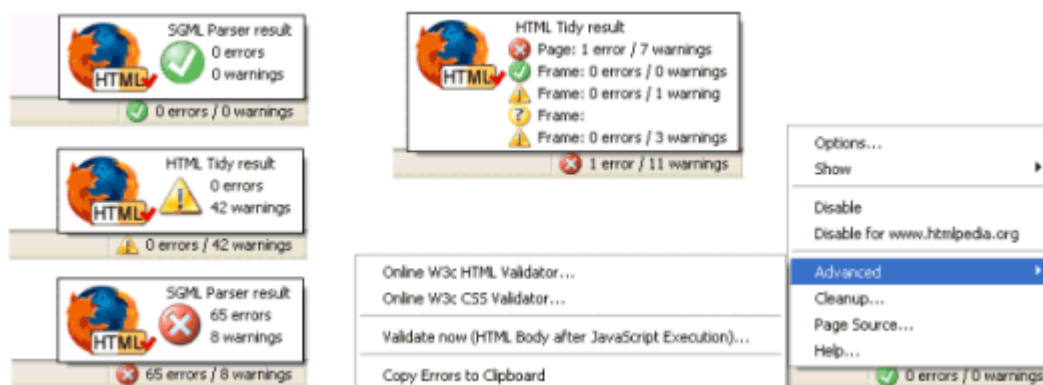 SGML Parser result
0 errors
0 warnings
HTML
0 errors / 0 warnings
HTML Tidy result
0 errors
42 warnings
HTML
0 errors / 42 warnings
SGML Parser result
65 errors
8 warnings
HTML
65 errors / 8 warnings
HTML Tidy result
Page: 1 error / 7 warnings
Frame: 0 errors / 0 warnings
Frame: 0 errors / 1 warning
Frame:
Frame: 0 errors / 3 warnings
HTML
1 error / 11 warnings
Online W3c HTML Validator...
Online W3c CSS Validator...
Validate now (HTML Body after JavaScript Execution)...
Copy Errors to Clipboard
Options...
Show
Disable
Disable for www.htmlpedia.org
Advanced
Cleanup...
Page Source...
Help...
0 errors / 0 warnings